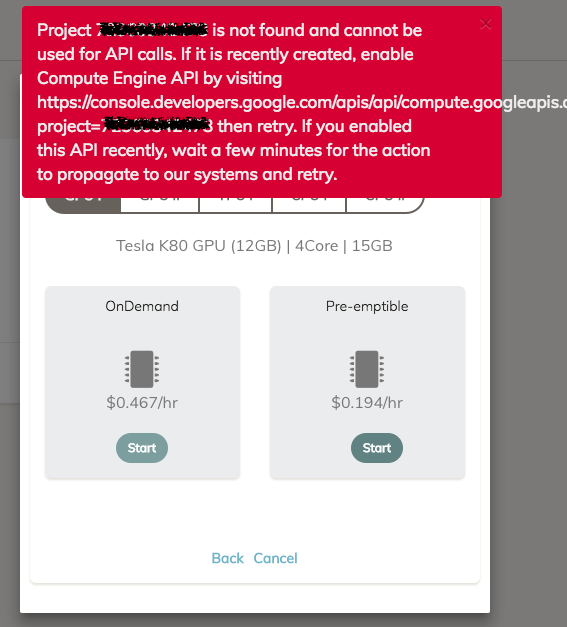 Project is not found and cannot be
used for API calls. If it is recently created, enable
Compute Engine API by visiting
https://console.developers.google.com/apis/api/compute.googleapis.
project= then retry. If you enabled
this API recently, wait a few minutes for the action
to propagate to our systems and retry.
Tesla K80 GPU (12GB) | 4Core | 15GB
OnDemand Pre-emptible
$0.467/hr $0.194/hr
Start Start
Back Cancel